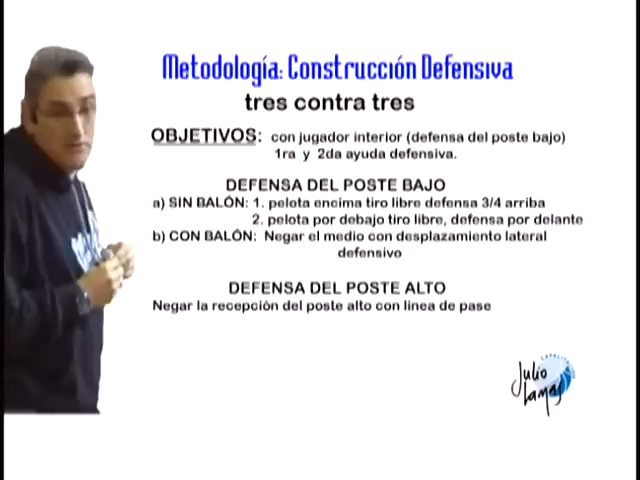 Metodología: Construcción Defensiva
tres contra tres
OBJETIVOS: con jugador interior (defensa del poste bajo)
1ra y 2da ayuda defensiva.
DEFENSA DEL POSTE BAJO
a) SIN BALÓN: 1. pelota encima tiro libre defensa 3/4 arriba
2. pelota por debajo tiro libre, defensa por delante
b) CON BALÓN: Negar el medio con desplazamiento lateral
defensivo
DEFENSA DEL POSTE ALTO
Negar la recepción del poste alto con linea de pase
Julio
Lamas